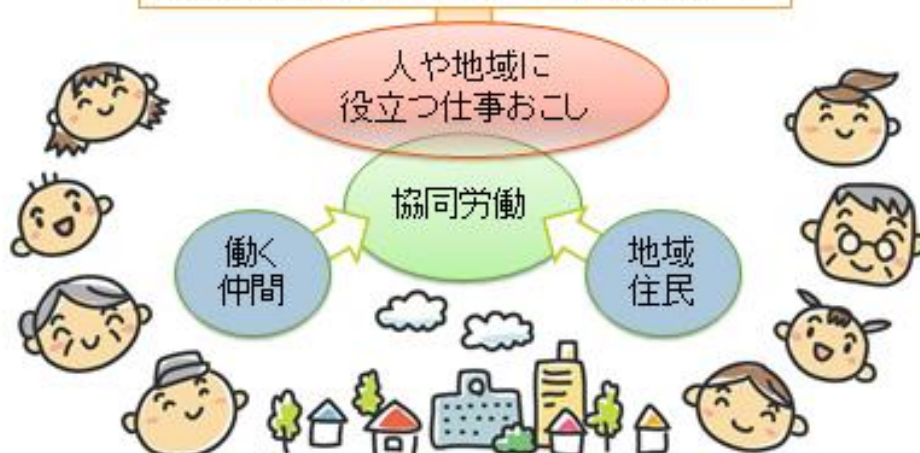 人や地域に
役立つ仕事おこし
協同労働
働く
仲間
地域
住民